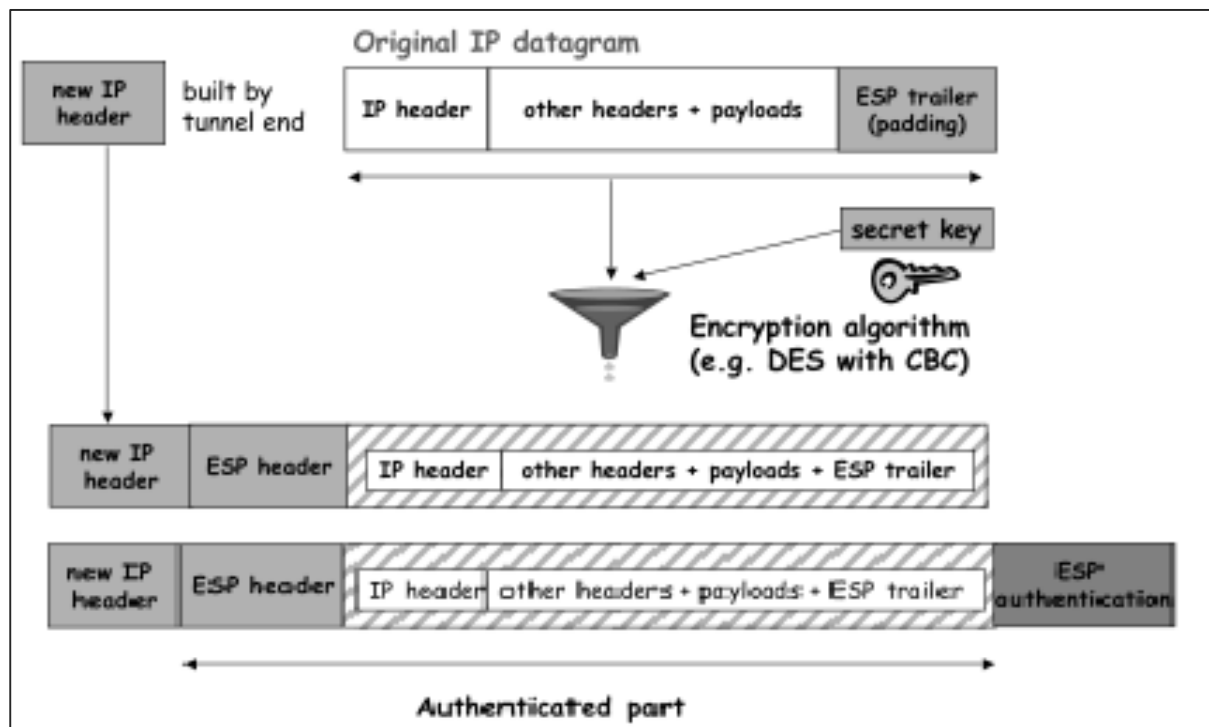 Original IP datagram
new IP
header
built by
tunnel end
IP header
other headers + payloads
ESP trailer
(padding)
secret key
Encryption algorithm
(e.g. DES with CBC)
new IP
header
ESP header
IP header
other headers + payloads + ESP trailer
new IP
header
ESP header
IP header
other headers + payloads + ESP trailer
ESP
authentication
Authenticated part